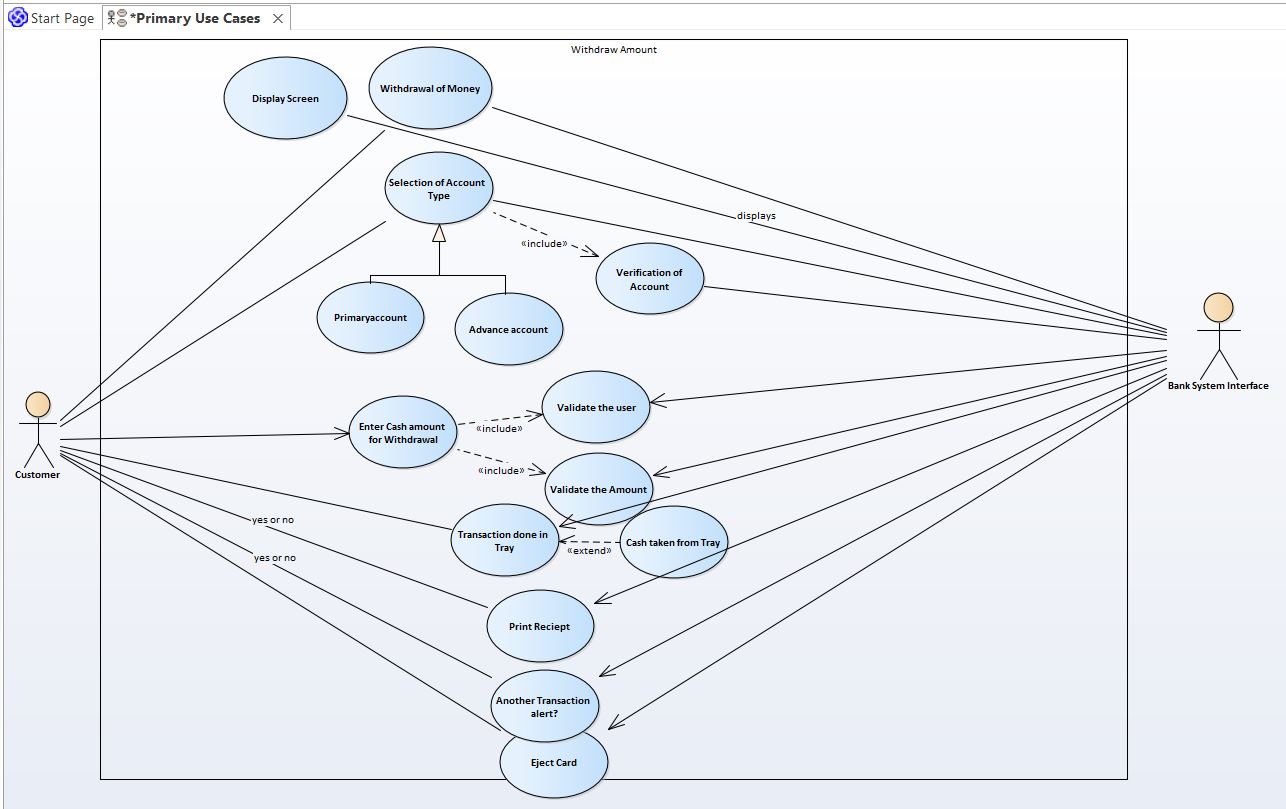 Start Page
*Primary Use Cases
Withdraw Amount
Display Screen
Withdrawal of Money
Selection of Account
Type
displays
«include»
Verification of
Account
Primaryaccount
Advance account
Bank System Interface
Customer
Enter Cash amount
for Withdrawal
«include»
Validate the user
«include»
Validate the Amount
yes or no
Transaction done in
Tray
«extend»
Cash taken from Tray
yes or no
Print Reciept
Another Transaction
alert?
Eject Card